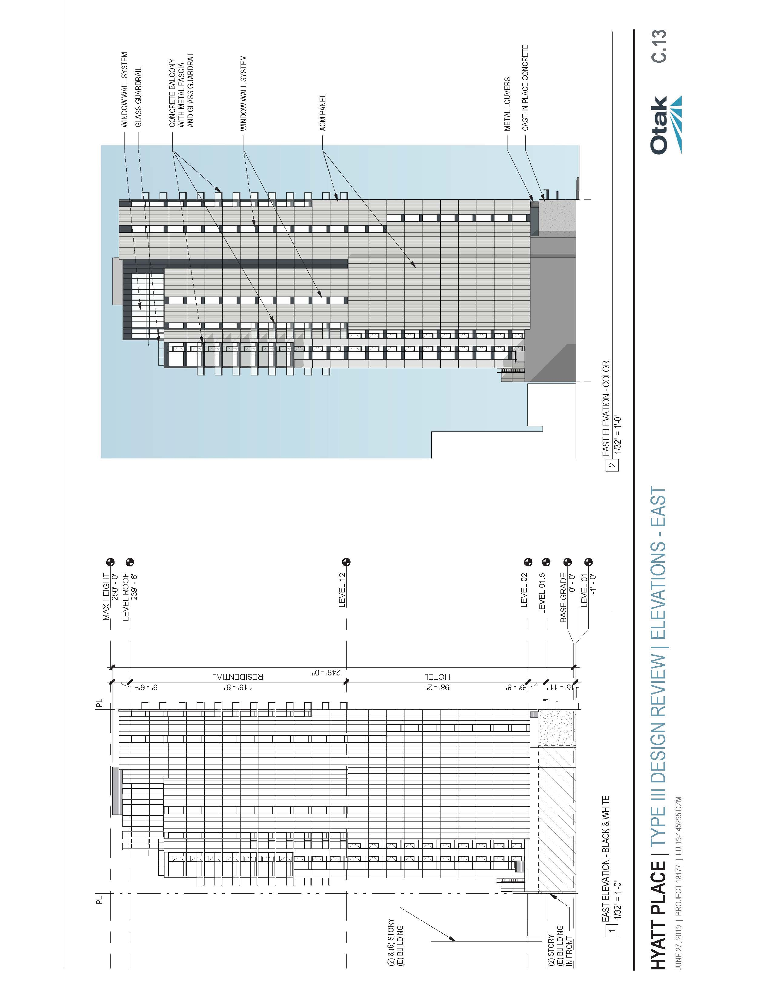 PL
PL
MAX HEIGHT
250' - 0"
LEVEL ROOF
239' - 6"
LEVEL 12
LEVEL 02
LEVEL 01.5
BASE GRADE
0' - 0"
LEVEL 01
-1' - 0"
9' - 6"
116' - 9"
98' - 2"
9' - 8"
15' - 11"
RESIDENTIAL
HOTEL
249' - 0"
(2) & (6) STORY
(E) BUILDING
(2) STORY
(E) BUILDING
IN FRONT
1
EAST ELEVATION - BLACK & WHITE
1/32" = 1'-0"
WINDOW WALL SYSTEM
GLASS GUARDRAIL
CONCRETE BALCONY
WITH METAL FASCIA
AND GLASS GUARDRAIL
WINDOW WALL SYSTEM
ACM PANEL
METAL LOUVERS
CAST-IN PLACE CONCRETE
2
EAST ELEVATION - COLOR
1/32" = 1'-0"
HYATT PLACE | TYPE III DESIGN REVIEW | ELEVATIONS - EAST
JUNE 27, 2019 | PROJECT 18177 | LU 19-145295 DZM
Otak
C.13